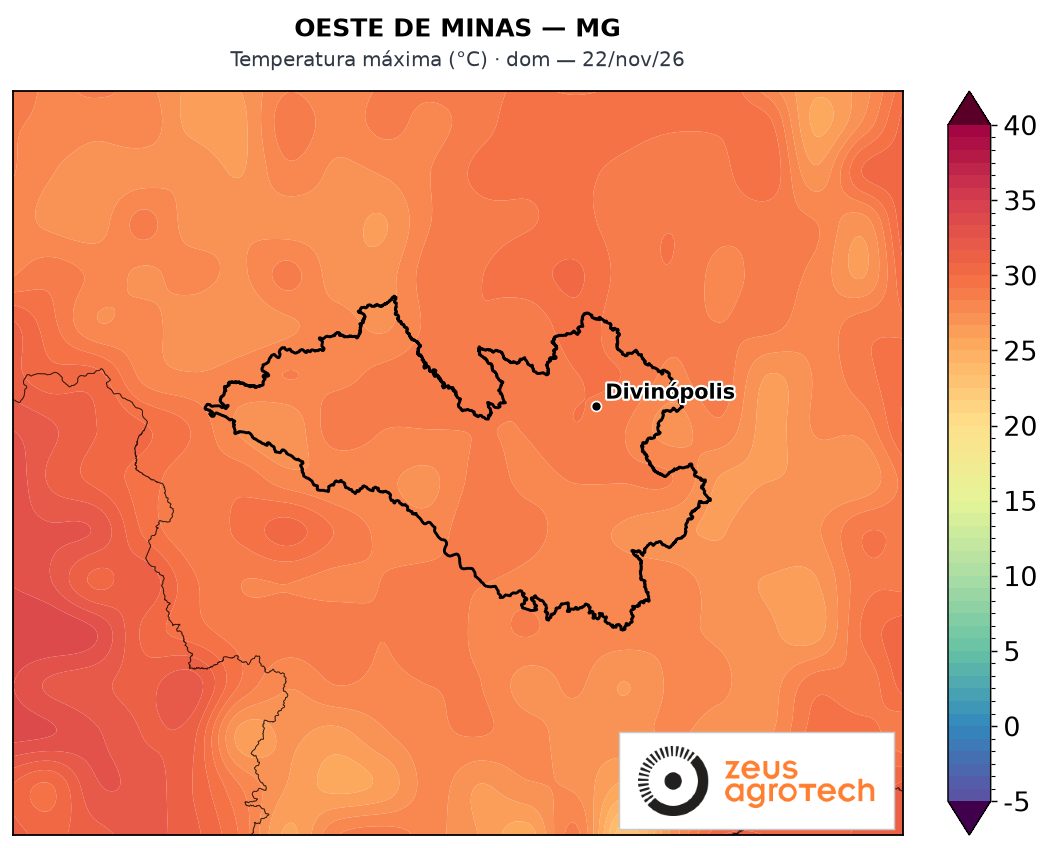 OESTE DE MINAS — MG
Temperatura máxima (°C) · dom — 22/nov/26
40
35
30
25
20
15
10
5
0
-5
Divinópolis
zeus
agrotech